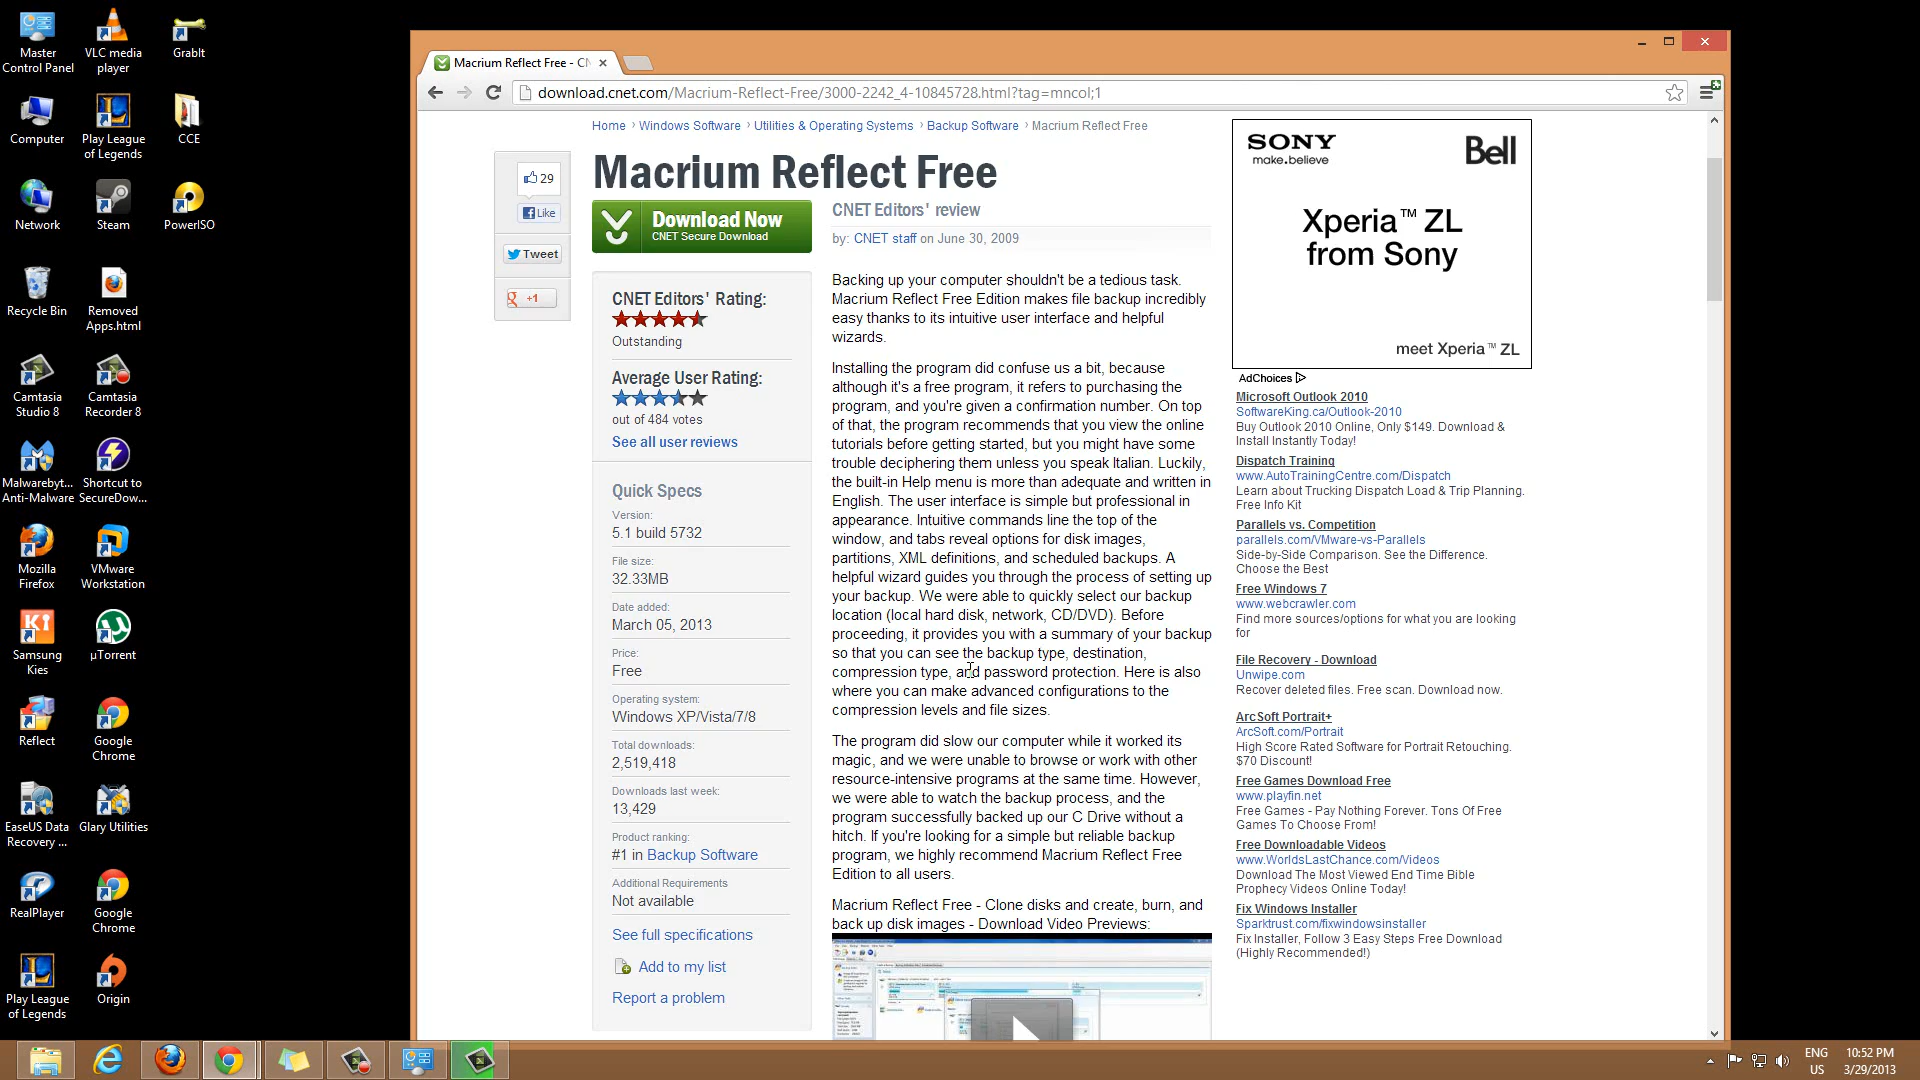 Master
Control Panel
VLC media
player
GrabIt
Computer
Play League
of Legends
CCE
Network
Steam
PowerISO
Recycle Bin
Removed
Apps.html
Camtasia
Studio 8
Camtasia
Recorder 8
Malwarebyt...
Anti-Malware
Shortcut to
SecureDow...
Mozilla
Firefox
VMware
Workstation
Samsung
Kies
µTorrent
Reflect
Google
Chrome
EaseUS Data
Recovery ...
Glary Utilities
RealPlayer
Google
Chrome
Play League
of Legends
Origin
Macrium Reflect Free - CN
download.cnet.com/Macrium-Reflect-Free/3000-2242_4-10845728.html?tag=mncol;1
Home › Windows Software › Utilities & Operating Systems › Backup Software › Macrium Reflect Free
29
Like
Tweet
+1
Macrium Reflect Free
Download Now
CNET Secure Download
CNET Editors' Rating:
Outstanding
Average User Rating:
out of 484 votes
See all user reviews
Quick Specs
Version:
5.1 build 5732
File size:
32.33MB
Date added:
March 05, 2013
Price:
Free
Operating system:
Windows XP/Vista/7/8
Total downloads:
2,519,418
Downloads last week:
13,429
Product ranking:
#1 in Backup Software
Additional Requirements
Not available
See full specifications
Add to my list
Report a problem
CNET Editors' review
by: CNET staff on June 30, 2009
Backing up your computer shouldn't be a tedious task.
Macrium Reflect Free Edition makes file backup incredibly
easy thanks to its intuitive user interface and helpful
wizards.
Installing the program did confuse us a bit, because
although it's a free program, it refers to purchasing the
program, and you're given a confirmation number. On top
of that, the program recommends that you view the online
tutorials before getting started, but you might have some
trouble deciphering them unless you speak Italian. Luckily,
the built-in Help menu is more than adequate and written in
English. The user interface is simple but professional in
appearance. Intuitive commands line the top of the
window, and tabs reveal options for disk images,
partitions, XML definitions, and scheduled backups. A
helpful wizard guides you through the process of setting up
your backup. We were able to quickly select our backup
location (local hard disk, network, CD/DVD). Before
proceeding, it provides you with a summary of your backup
so that you can see the backup type, destination,
compression type, and password protection. Here is also
where you can make advanced configurations to the
compression levels and file sizes.
The program did slow our computer while it worked its
magic, and we were unable to browse or work with other
resource-intensive programs at the same time. However,
we were able to watch the backup process, and the
program successfully backed up our C Drive without a
hitch. If you're looking for a simple but reliable backup
program, we highly recommend Macrium Reflect Free
Edition to all users.
Macrium Reflect Free - Clone disks and create, burn, and
back up disk images - Download Video Previews:
SONY
make.believe
Bell
Xperia™ ZL
from Sony
meet Xperia™ ZL
AdChoices
Microsoft Outlook 2010
SoftwareKing.ca/Outlook-2010
Buy Outlook 2010 Online, Only $149. Download &
Install Instantly Today!
Dispatch Training
www.AutoTrainingCentre.com/Dispatch
Learn about Trucking Dispatch Load & Trip Planning.
Free Info Kit
Parallels vs. Competition
parallels.com/VMware-vs-Parallels
Side-by-Side Comparison. See the Difference.
Choose the Best
Free Windows 7
www.webcrawler.com
Find more sources/options for what you are looking
for
File Recovery - Download
Unwipe.com
Recover deleted files. Free scan. Download now.
ArcSoft Portrait+
ArcSoft.com/Portrait
High Score Rated Software for Portrait Retouching.
$70 Discount!
Free Games Download Free
www.playfin.net
Free Games - Pay Nothing Forever. Tons Of Free
Games To Choose From!
Free Downloadable Videos
www.WorldsLastChance.com/Videos
Download The Most Viewed End Time Bible
Prophecy Videos Online Today!
Fix Windows Installer
Sparktrust.com/fixwindowsinstaller
Fix Installer, Follow 3 Easy Steps Free Download
(Highly Recommended!)
ENG
US
10:52 PM
3/29/2013